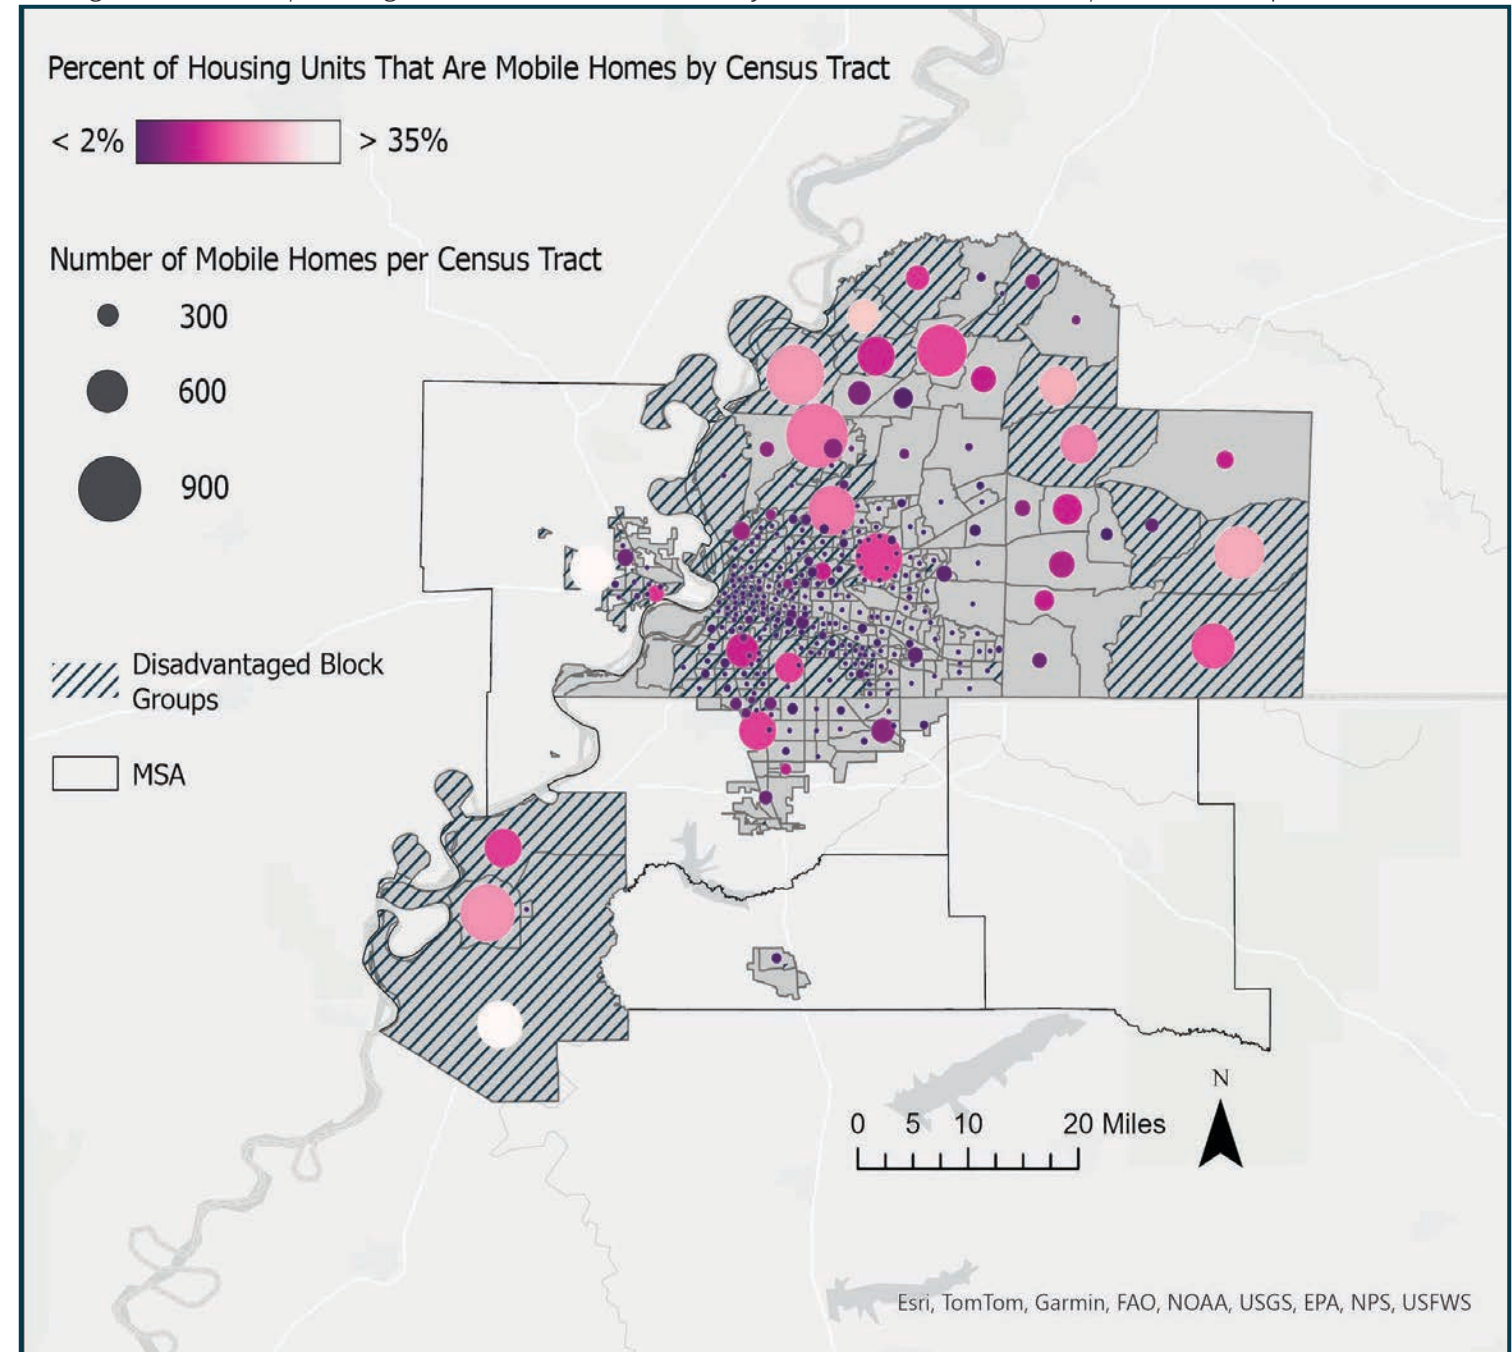 Percent of Housing Units That Are Mobile Homes by Census Tract
< 2% > 35%
Number of Mobile Homes per Census Tract
300
600
900
Disadvantaged Block
Groups
MSA
N
0 5 10 20 Miles
Esri, TomTom, Garmin, FAO, NOAA, USGS, EPA, NPS, USFWS